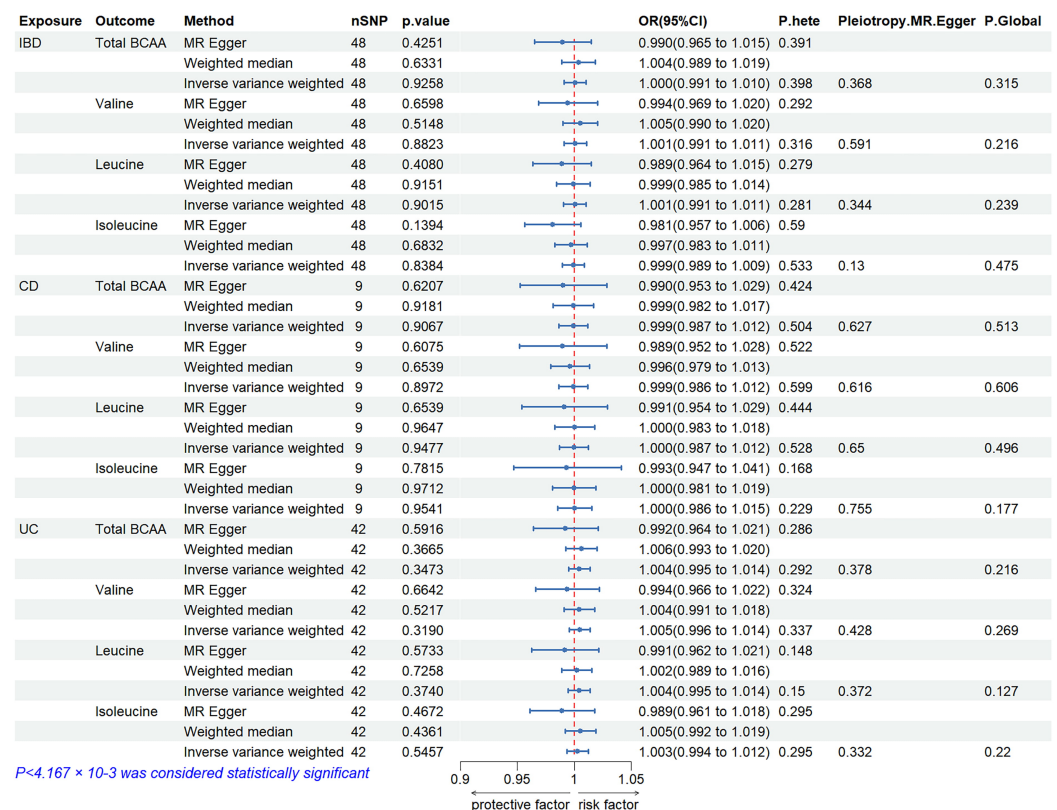 Exposure Outcome Method nSNP p.value OR(95%CI) P.hete Pleiotropy.MR.Egger P.Global
IBD Total BCAA MR Egger 48 0.4251 0.990(0.965 to 1.015) 0.391
Weighted median 48 0.6331 1.004(0.989 to 1.019)
Inverse variance weighted 48 0.9258 1.000(0.991 to 1.010) 0.398 0.368 0.315
Valine MR Egger 48 0.6598 0.994(0.969 to 1.020) 0.292
Weighted median 48 0.5148 1.005(0.990 to 1.020)
Inverse variance weighted 48 0.8823 1.001(0.991 to 1.011) 0.316 0.591 0.216
Leucine MR Egger 48 0.4080 0.989(0.964 to 1.015) 0.279
Weighted median 48 0.9151 0.999(0.985 to 1.014)
Inverse variance weighted 48 0.9015 1.001(0.991 to 1.011) 0.281 0.344 0.239
Isoleucine MR Egger 48 0.1394 0.981(0.957 to 1.006) 0.59
Weighted median 48 0.6832 0.997(0.983 to 1.011)
Inverse variance weighted 48 0.8384 0.999(0.989 to 1.009) 0.533 0.13 0.475
CD Total BCAA MR Egger 9 0.6207 0.990(0.953 to 1.029) 0.424
Weighted median 9 0.9181 0.999(0.982 to 1.017)
Inverse variance weighted 9 0.9067 0.999(0.987 to 1.012) 0.504 0.627 0.513
Valine MR Egger 9 0.6075 0.989(0.952 to 1.028) 0.522
Weighted median 9 0.6539 0.996(0.979 to 1.013)
Inverse variance weighted 9 0.8972 0.999(0.986 to 1.012) 0.599 0.616 0.606
Leucine MR Egger 9 0.6539 0.991(0.954 to 1.029) 0.444
Weighted median 9 0.9647 1.000(0.983 to 1.018)
Inverse variance weighted 9 0.9477 1.000(0.987 to 1.012) 0.528 0.65 0.496
Isoleucine MR Egger 9 0.7815 0.993(0.947 to 1.041) 0.168
Weighted median 9 0.9712 1.000(0.981 to 1.019)
Inverse variance weighted 9 0.9541 1.000(0.986 to 1.015) 0.229 0.755 0.177
UC Total BCAA MR Egger 42 0.5916 0.992(0.964 to 1.021) 0.286
Weighted median 42 0.3665 1.006(0.993 to 1.020)
Inverse variance weighted 42 0.3473 1.004(0.995 to 1.014) 0.292 0.378 0.216
Valine MR Egger 42 0.6642 0.994(0.966 to 1.022) 0.324
Weighted median 42 0.5217 1.004(0.991 to 1.018)
Inverse variance weighted 42 0.3190 1.005(0.996 to 1.014) 0.337 0.428 0.269
Leucine MR Egger 42 0.5733 0.991(0.962 to 1.021) 0.148
Weighted median 42 0.7258 1.002(0.989 to 1.016)
Inverse variance weighted 42 0.3740 1.004(0.995 to 1.014) 0.15 0.372 0.127
Isoleucine MR Egger 42 0.4672 0.989(0.961 to 1.018) 0.295
Weighted median 42 0.4361 1.005(0.992 to 1.019)
Inverse variance weighted 42 0.5457 1.003(0.994 to 1.012) 0.295 0.332 0.22
P<4.167 × 10-3 was considered statistically significant
0.9 0.95 1 1.05
protective factor risk factor